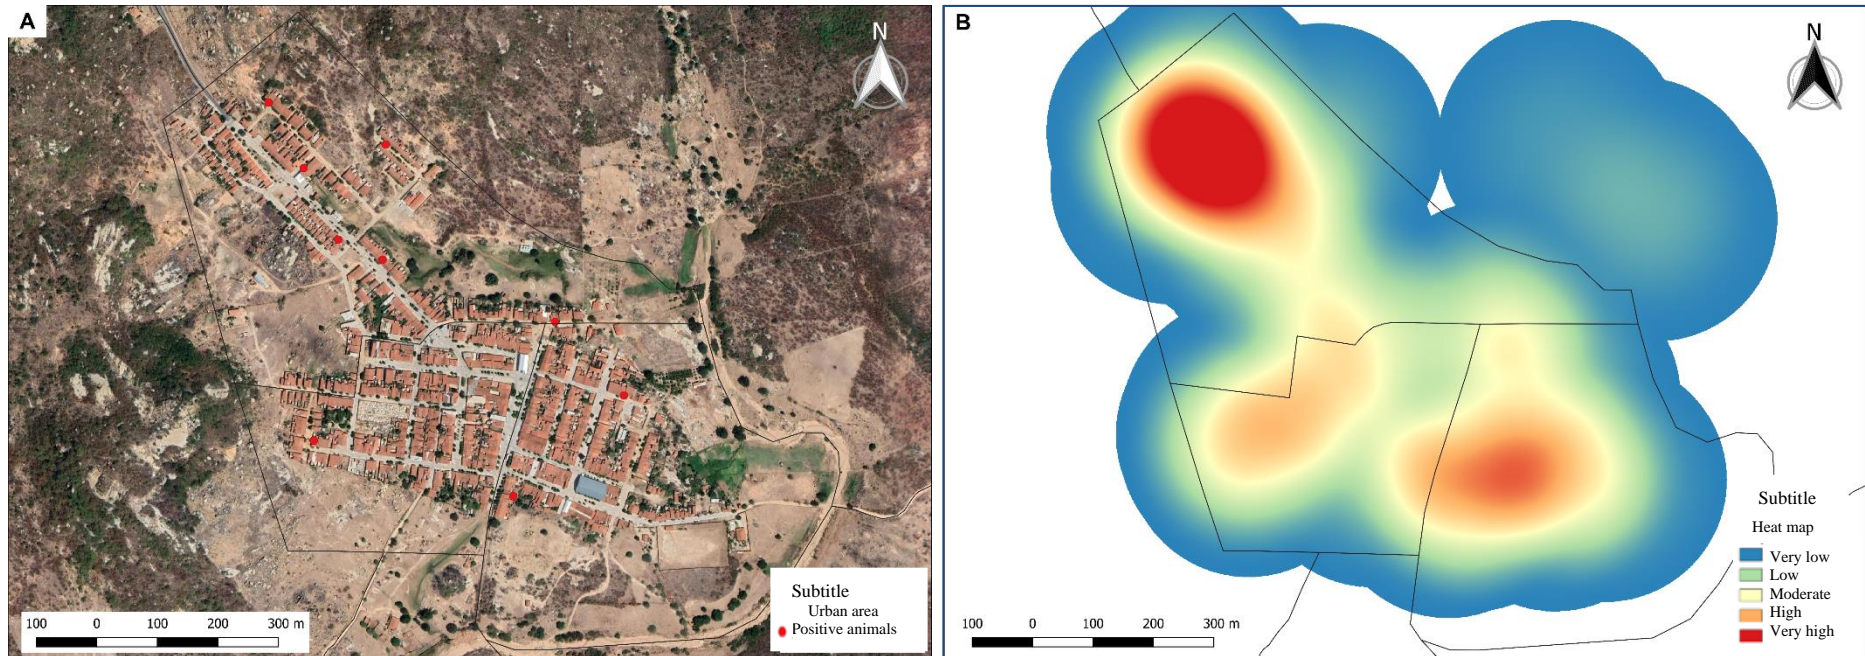 A
N
100 0 100 200 300 m
Subtitle
Urban area
Positive animals
B
N
100 0 100 200 300 m
Subtitle
Heat map
Very low
Low
Moderate
High
Very high